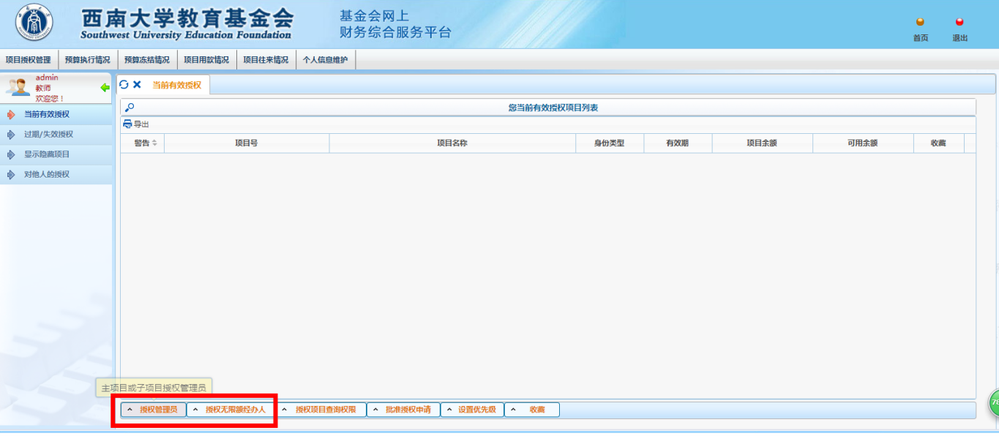 西南大学教育基金会
Southwest University Education Foundation
基金会网上
财务综合服务平台
首页 退出
项目授权管理 预算执行情况 预算冻结情况 项目用款情况 项目往来情况 个人信息维护
admin
教师
欢迎您！
当前有效授权
过期/失效授权
显示隐藏项目
对他人的授权
当前有效授权
您当前有效授权项目列表
导出
警告 项目号 项目名称 身份类型 有效期 项目余额 可用余额 收藏
主项目或子项目授权管理员
授权管理员 授权无限额经办人 授权项目查询权限 批准授权申请 设置优先级 收藏